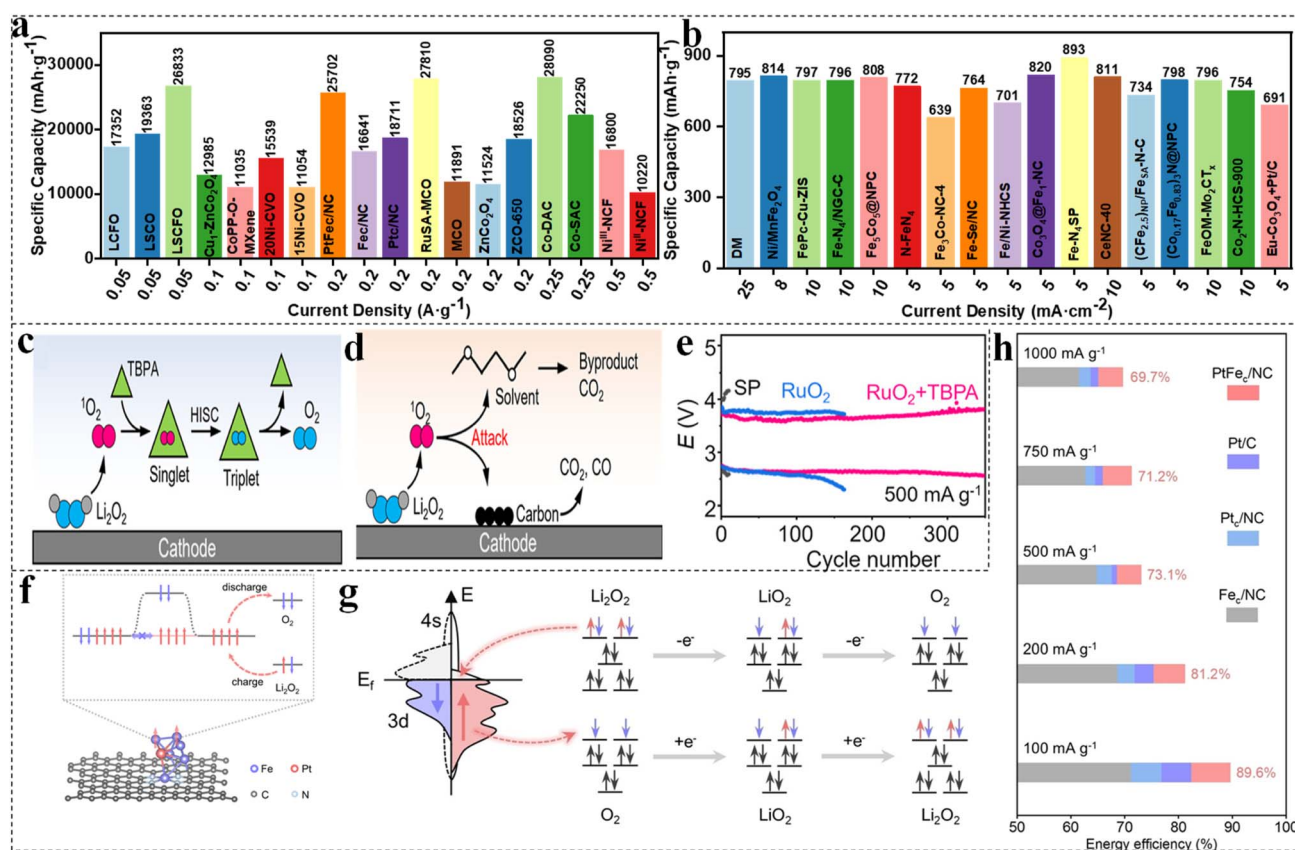 a
Specific Capacity (mAh·g⁻¹)
30000
20000
10000
0
17352
19363
26833
12985
11035
15539
11054
25702
16641
18711
27810
11891
11524
18526
28090
22250
16800
10220
LCFO
LSCO
LSCFO
Cu₁-ZnCo₂O₄
CoPP-O-MXene
20Ni-CVO
15Ni-CVO
PtFec/NC
Fec/NC
Ptc/NC
RuSA-MCO
MCO
ZnCo₂O₄
ZCO-650
Co-DAC
Co-SAC
Niᴵᴵᴵ-NCF
Niᴵᴵ-NCF
0.05
0.05
0.05
0.1
0.1
0.1
0.1
0.2
0.2
0.2
0.2
0.2
0.2
0.2
0.25
0.25
0.5
0.5
Current Density (A·g⁻¹)
b
Specific Capacity (mAh·g⁻¹)
900
600
300
0
795
814
797
796
808
772
639
764
701
820
893
811
734
798
796
754
691
DM
Ni/MnFe₂O₄
FePc-Cu-ZIS
Fe-N₄/NGC-C
Fe₅Co₅@NPC
N-FeN₄
Fe₃Co-NC-4
Fe-Se/NC
Fe/Ni-NHCS
Co₃O₄@Fe₁-NC
Fe-N₄SP
CeNC-40
(CFe₂.₅)NP/FeSA-N-C
(Co₀.₁₇Fe₀.₈₃)₃N@NPC
FeOM-Mo₂CTₓ
Co₂-N-HCS-900
Eu-Co₃O₄+Pt/C
25
8
10
10
10
5
5
5
5
5
5
10
5
5
10
10
5
Current Density (mA·cm⁻²)
c
TBPA
¹O₂
HISC
O₂
Singlet
Triplet
Li₂O₂
Cathode
d
Byproduct
CO₂
Solvent
¹O₂
Attack
CO₂, CO
Li₂O₂
Carbon
Cathode
e
E (V)
5
4
3
2
SP
RuO₂
RuO₂+TBPA
500 mA g⁻¹
0
100
200
300
Cycle number
f
discharge
O₂
charge
Li₂O₂
Fe
Pt
C
N
g
E
4s
Ef
3d
Li₂O₂
LiO₂
O₂
-e⁻
-e⁻
+e⁻
+e⁻
O₂
LiO₂
Li₂O₂
h
1000 mA g⁻¹
69.7%
750 mA g⁻¹
71.2%
500 mA g⁻¹
73.1%
200 mA g⁻¹
81.2%
100 mA g⁻¹
89.6%
PtFec/NC
Pt/C
Ptc/NC
Fec/NC
50
60
70
80
90
100
Energy efficiency (%)